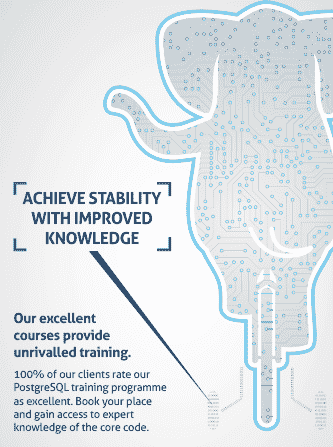 ACHIEVE STABILITY
WITH IMPROVED
KNOWLEDGE
Our excellent
courses provide
unrivalled training.
100% of our clients rate our
PostgreSQL training programme
as excellent. Book your place
and gain access to expert
knowledge of the core code.